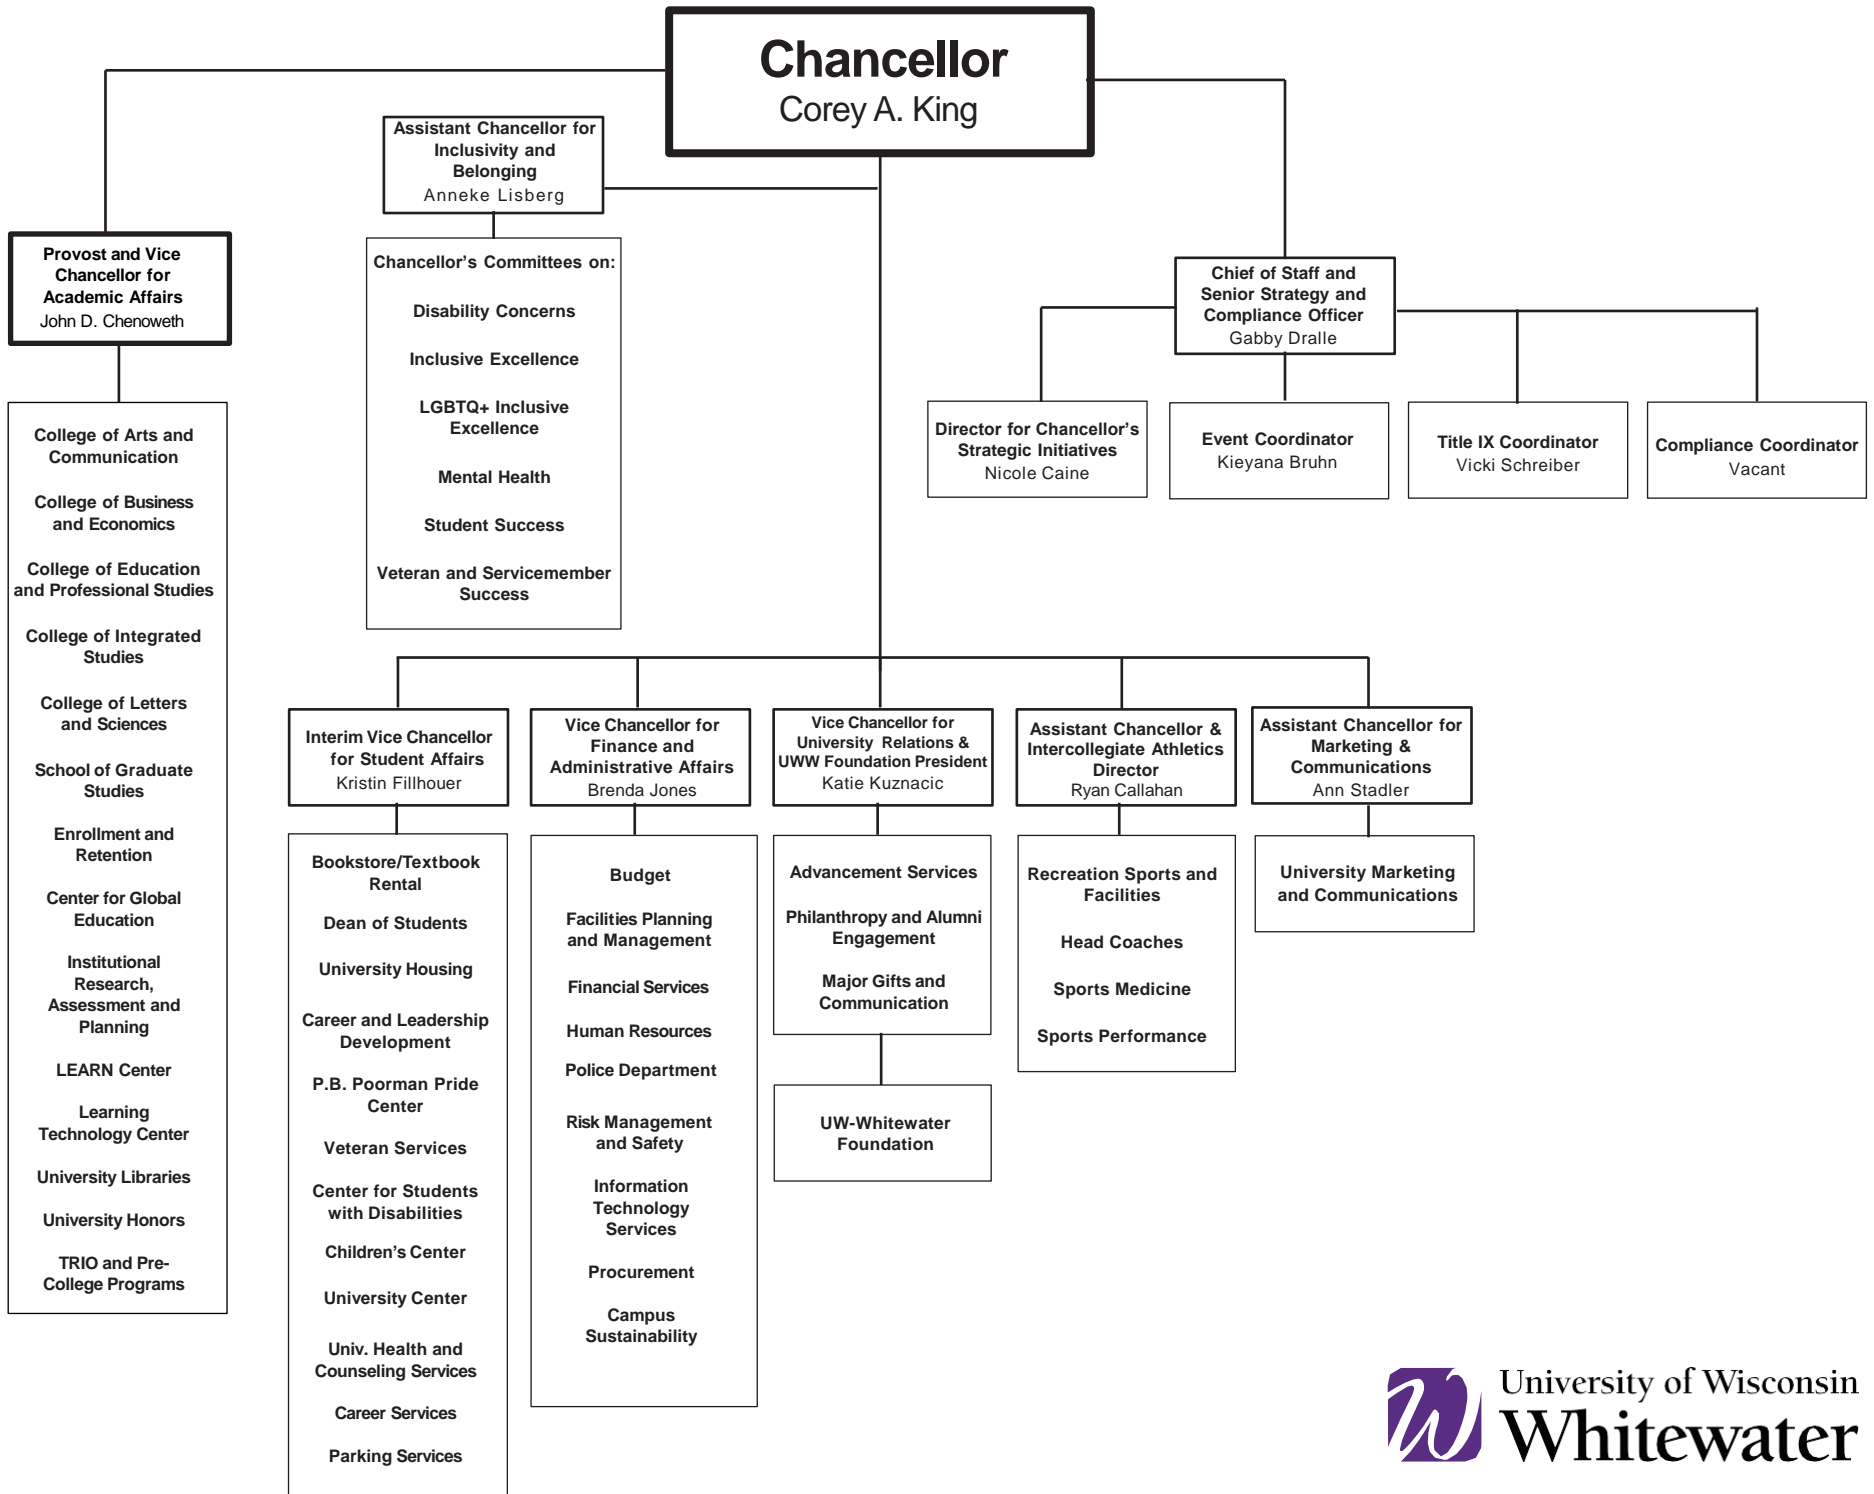 Chancellor
Corey A. King
Assistant Chancellor for
Inclusivity and
Belonging
Anneke Lisberg
Chancellor's Committees on:
Disability Concerns
Inclusive Excellence
LGBTQ+ Inclusive
Excellence
Mental Health
Student Success
Veteran and Servicemember
Success
Provost and Vice
Chancellor for
Academic Affairs
John D. Chenoweth
College of Arts and
Communication
College of Business
and Economics
College of Education
and Professional Studies
College of Integrated
Studies
College of Letters
and Sciences
School of Graduate
Studies
Enrollment and
Retention
Center for Global
Education
Institutional
Research,
Assessment and
Planning
LEARN Center
Learning
Technology Center
University Libraries
University Honors
TRIO and Pre-
College Programs
Chief of Staff and
Senior Strategy and
Compliance Officer
Gabby Dralle
Director for Chancellor's
Strategic Initiatives
Nicole Caine
Event Coordinator
Kieyana Bruhn
Title IX Coordinator
Vicki Schreiber
Compliance Coordinator
Vacant
Interim Vice Chancellor
for Student Affairs
Kristin Fillhouer
Bookstore/Textbook
Rental
Dean of Students
University Housing
Career and Leadership
Development
P.B. Poorman Pride
Center
Veteran Services
Center for Students
with Disabilities
Children's Center
University Center
Univ. Health and
Counseling Services
Career Services
Parking Services
Vice Chancellor for
Finance and
Administrative Affairs
Brenda Jones
Budget
Facilities Planning
and Management
Financial Services
Human Resources
Police Department
Risk Management
and Safety
Information
Technology
Services
Procurement
Campus
Sustainability
Vice Chancellor for
University Relations &
UWW Foundation President
Katie Kuznacic
Advancement Services
Philanthropy and Alumni
Engagement
Major Gifts and
Communication
UW-Whitewater
Foundation
Assistant Chancellor &
Intercollegiate Athletics
Director
Ryan Callahan
Recreation Sports and
Facilities
Head Coaches
Sports Medicine
Sports Performance
Assistant Chancellor for
Marketing &
Communications
Ann Stadler
University Marketing
and Communications
W
University of Wisconsin
Whitewater